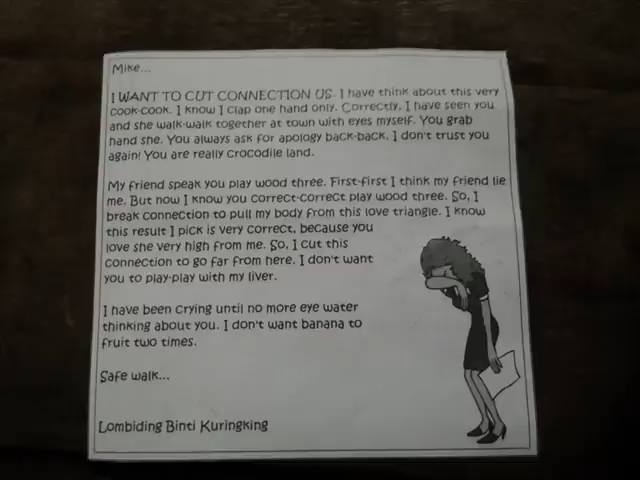 Mike...
I WANT TO CUT CONNECTION US. I have think about this very
cook-cook. I know I clap one hand only. Correctly, I have seen you
and she walk-walk together at town with eyes myself. You grab
hand she. You always ask for apology back-back. I don't trust you
again! You are really crocodile land.
My friend speak you play wood three. First-first I think my friend lie
me. But now I know you correct-correct play wood three. So, I
break connection to pull my body from this love triangle. I know
this result I pick is very correct, because you
love she very high from me. So, I cut this
connection to go far from here. I don't want
you to play-play with my liver.
I have been crying until no more eye water
thinking about you. I don't want banana to
fruit two times.
Safe walk...
Lombiding Binti Kuringking